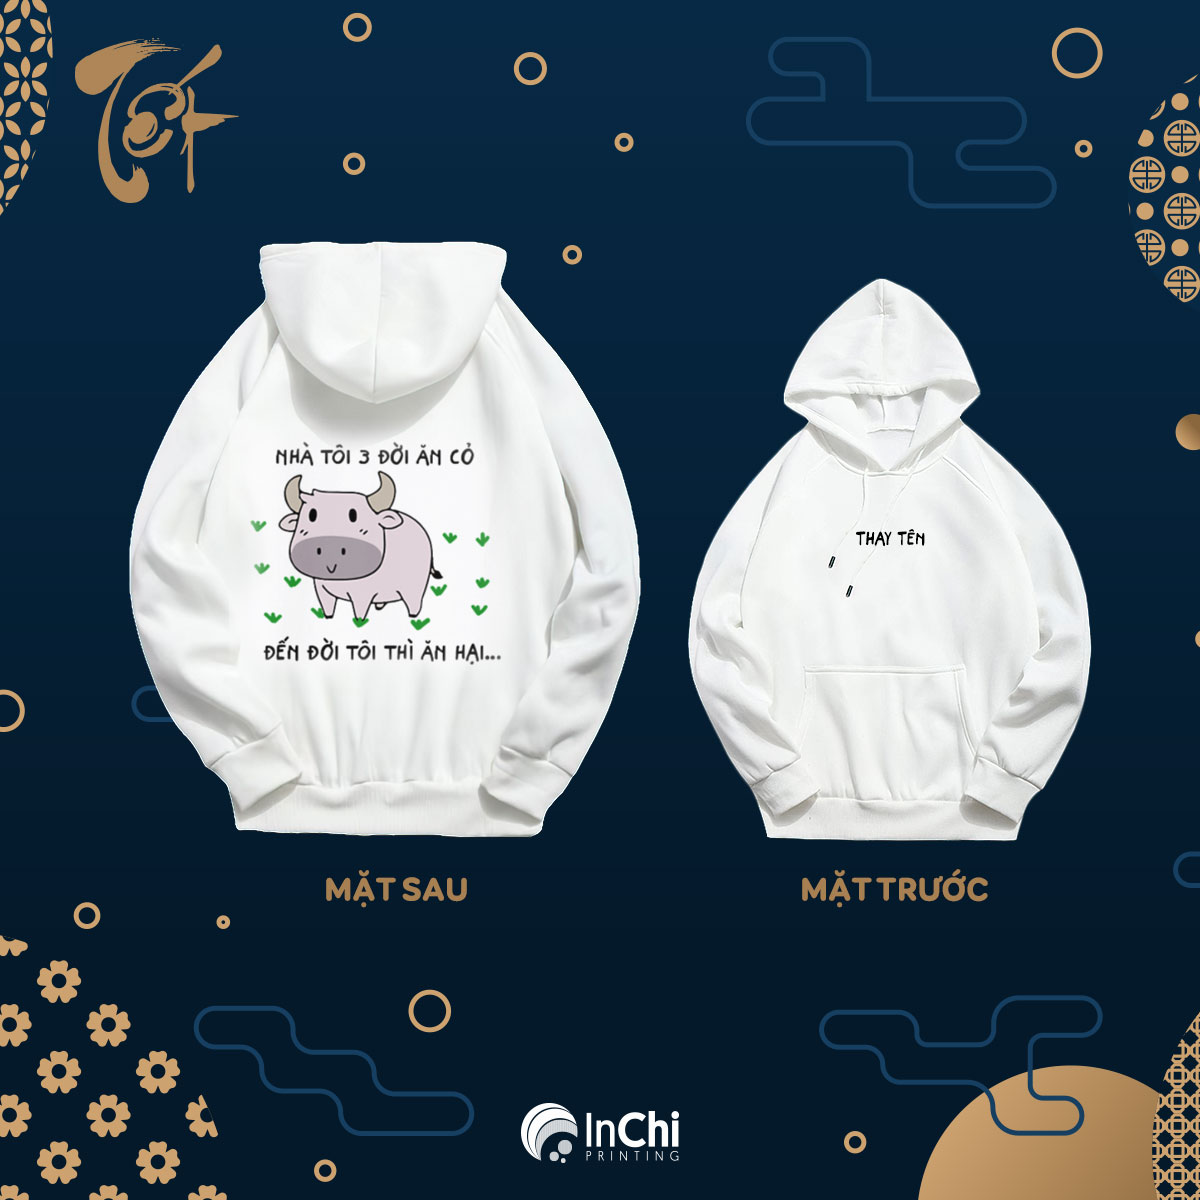 Tết
NHÀ TÔI 3 ĐỜI ĂN CỎ
ĐẾN ĐỜI TÔI THÌ ĂN HẠI...
THAY TÊN
MẶT SAU
MẶT TRƯỚC
InChi
PRINTING